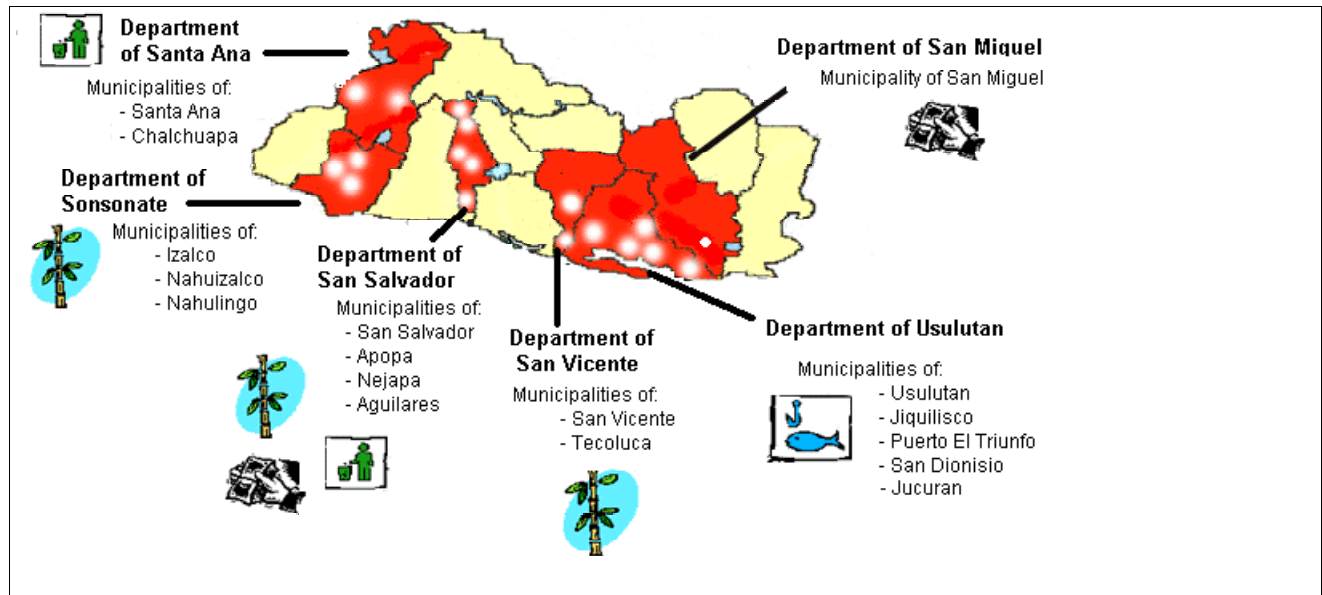 Department
of Santa Ana
Municipalities of:
- Santa Ana
- Chalchuapa
Department of San Miguel
Municipality of San Miguel
Department of
Sonsonate
Municipalities of:
- Izalco
- Nahuizalco
- Nahulingo
Department of
San Salvador
Municipalities of:
- San Salvador
- Apopa
- Nejapa
- Aguilares
Department of
San Vicente
Municipalities of:
- San Vicente
- Tecoluca
Department of Usulutan
Municipalities of:
- Usulutan
- Jiquilisco
- Puerto El Triunfo
- San Dionisio
- Jucuran